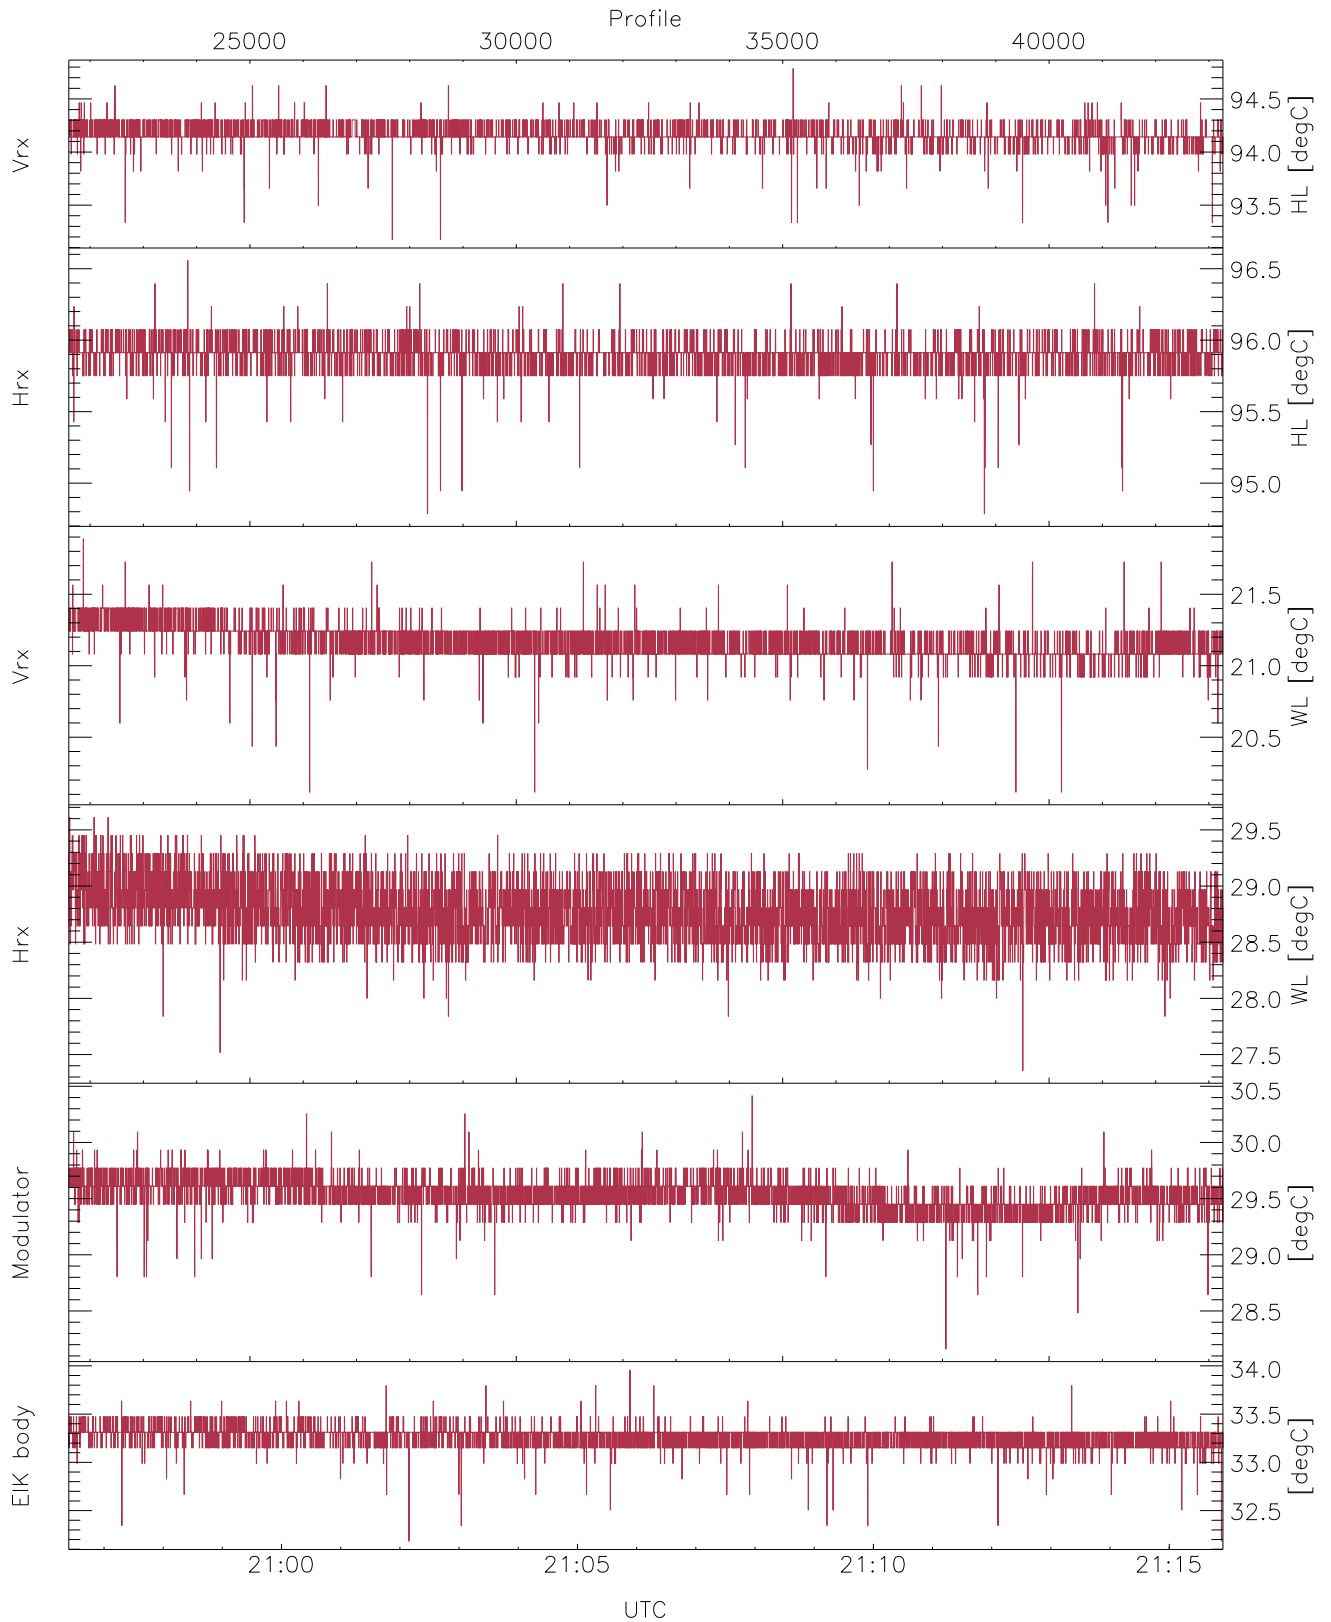 Profile
25000 30000 35000 40000
Vrx
94.5
94.0
93.5
HL [degC]
Hrx
96.5
96.0
95.5
95.0
HL [degC]
Vrx
21.5
21.0
20.5
WL [degC]
Hrx
29.5
29.0
28.5
28.0
27.5
WL [degC]
Modulator
30.5
30.0
29.5
29.0
28.5
[degC]
EIK body
34.0
33.5
33.0
32.5
[degC]
21:00 21:05 21:10 21:15
UTC